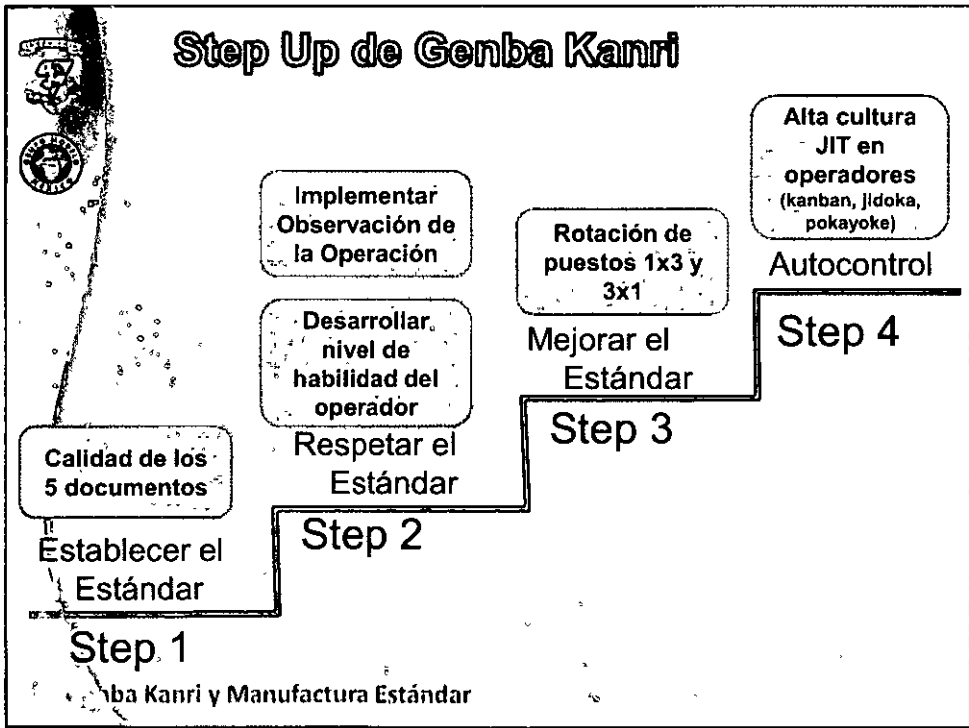 Step Up de Genba Kanri
Alta cultura
JIT en
operadores
(kanban, jidoka,
pokayoke)
Autocontrol
Step 4
Rotación de
puestos 1x3 y
3x1
Mejorar el
Estándar
Step 3
Implementar
Observación de
la Operación
Desarrollar
nivel de
habilidad del
operador
Respetar el
Estándar
Step 2
Calidad de los
5 documentos
Establecer el
Estándar
Step 1
Kanri y Manufactura Estándar